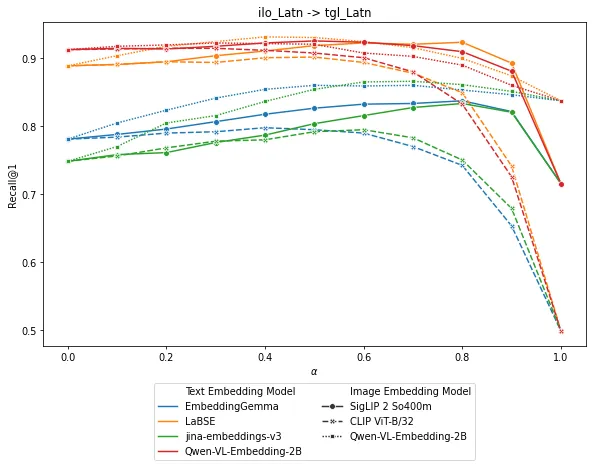 ilo_Latn -> tgl_Latn
Recall@1
0.9
0.8
0.7
0.6
0.5
0.0
0.2
0.4
0.6
0.8
1.0
α
Text Embedding Model
EmbeddingGemma
LaBSE
jina-embeddings-v3
Qwen-VL-Embedding-2B
Image Embedding Model
SigLIP 2 So400m
CLIP ViT-B/32
Qwen-VL-Embedding-2B